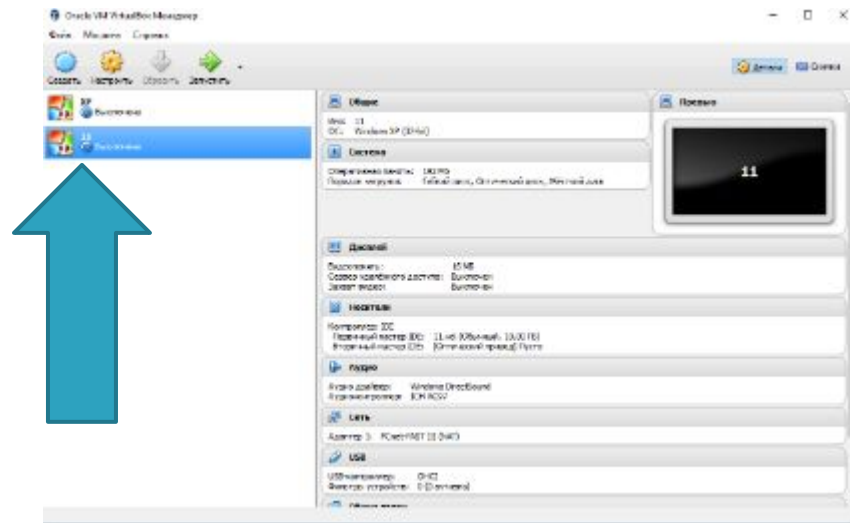 Oracle VM VirtualBox Менеджер
Файл Машина Справка
Создать Настроить Сбросить Запустить
Детали Снимки
XP
Выключена
11
Выключена
Общие
Имя: 11
ОС: Windows XP (32-bit)
Система
Оперативная память: 192 МБ
Порядок загрузки: Гибкий диск, Оптический диск, Жёсткий диск
Превью
11
Дисплей
Видеопамять: 16 МБ
Сервер удалённого доступа: Выключен
Захват видео: Выключен
Носители
Контроллер: IDE
Первичный мастер IDE: 11.vdi (Обычный, 10,00 ГБ)
Вторичный мастер IDE: [Оптический привод] Пусто
Аудио
Аудио драйвер: Windows DirectSound
Аудиоконтроллер: ICH AC97
Сеть
Адаптер 1: PCnet-FAST III (NAT)
USB
USB-контроллер: OHCI
Фильтры устройств: 0 (0 активно)
Общие папки